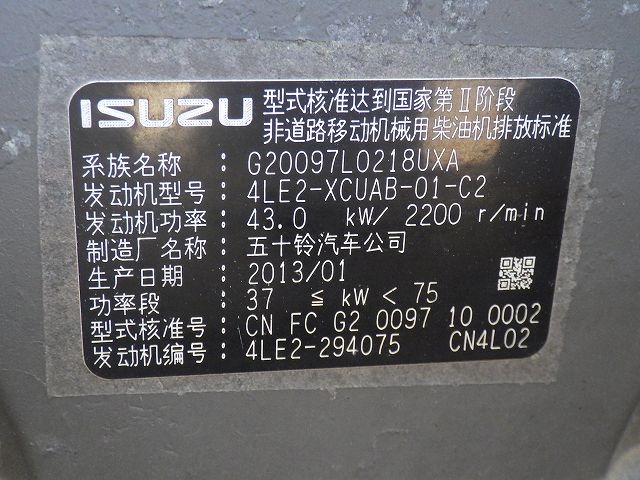 ISUZU 型式核准达到国家第Ⅱ阶段
非道路移动机械用柴油机排放标准
系族名称 : G20097L0218UXA
发动机型号 : 4LE2-XCUAB-01-C2
发动机功率 : 43.0 kW/ 2200 r/min
制造厂名称 : 五十铃汽车公司
生产日期 : 2013/01
功率段 : 37 ≦ kW < 75
型式核准号 : CN FC G2 0097 10 0002
发动机编号 : 4LE2-294075 CN4L02